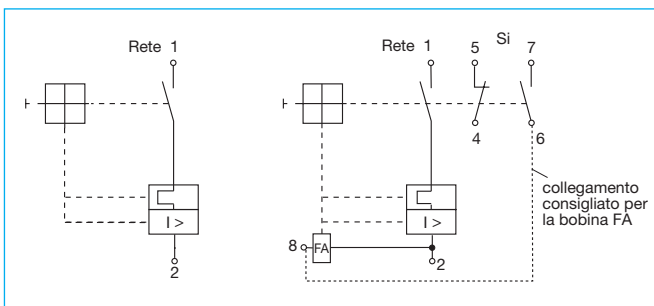 Rete 1
I >
2
Rete 1
5
Si
7
4
6
I >
8
FA
2
collegamento
consigliato per
la bobina FA